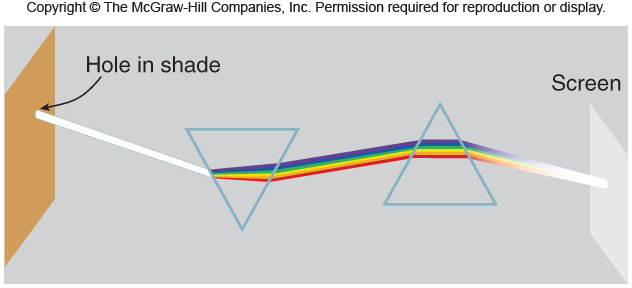 Copyright © The McGraw-Hill Companies, Inc. Permission required for reproduction or display.
Hole in shade
Screen